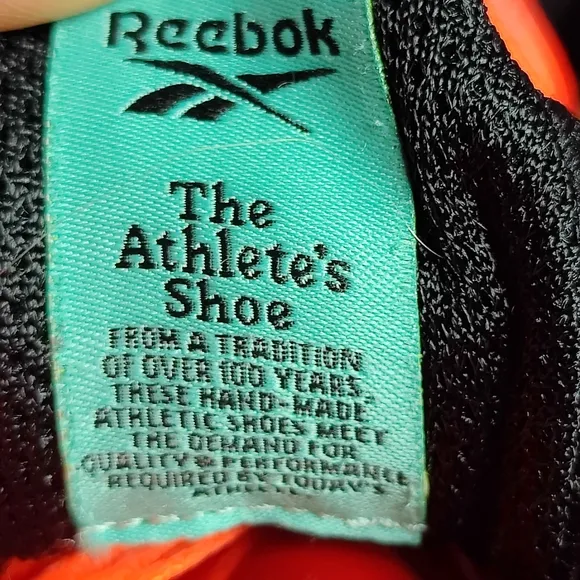 Reebok
The
Athlete's
Shoe
FROM A TRADITION
OF OVER 100 YEARS,
THESE HAND-MADE
ATHLETIC SHOES MEET
THE DEMAND FOR
QUALITY & PERFORMANCE
REQUIRED BY TODAY'S